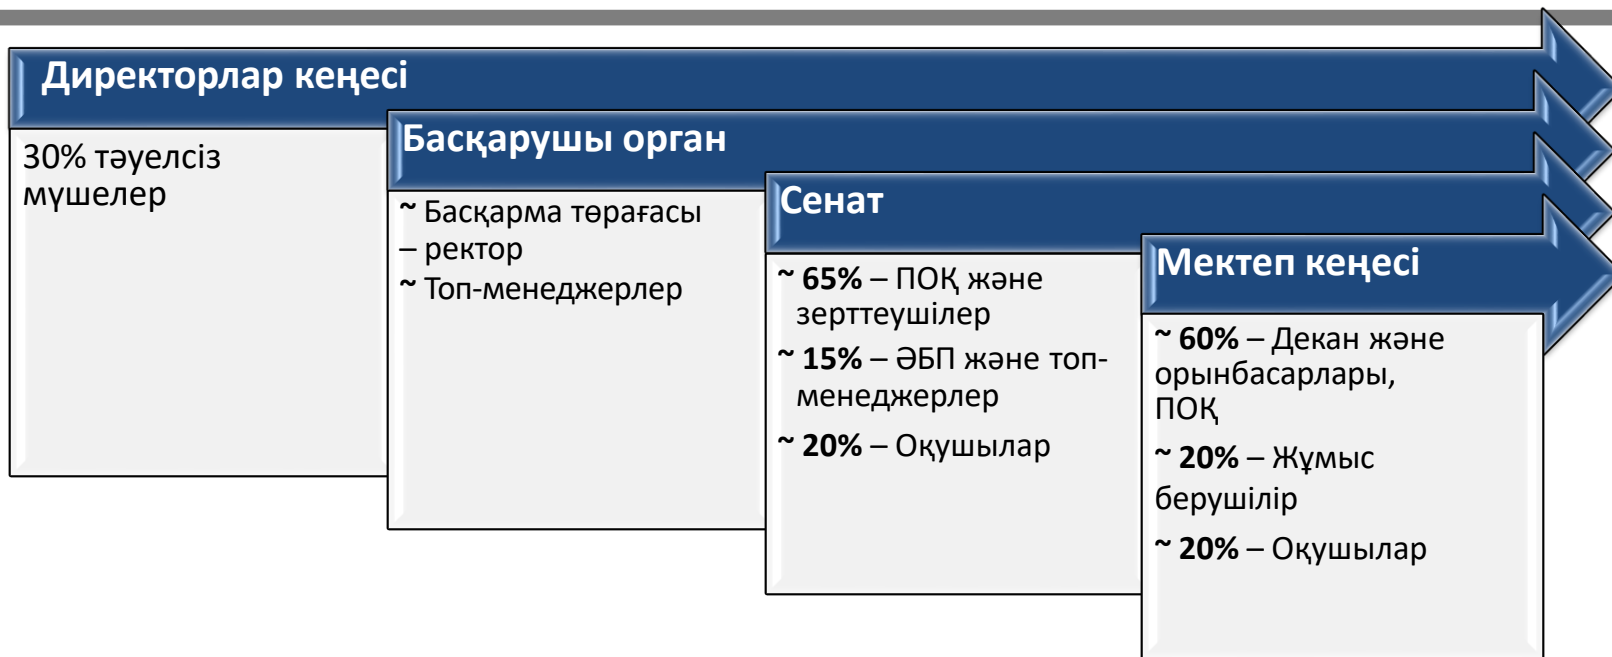 Директорлар кеңесі
30% тәуелсіз
мүшелер
Басқарушы орган
~ Басқарма төрағасы
– ректор
~ Топ-менеджерлер
Сенат
~ 65% – ПОҚ және
зерттеушілер
~ 15% – ӘБП және топ-
менеджерлер
~ 20% – Оқушылар
Мектеп кеңесі
~ 60% – Декан және
орынбасарлары,
ПОҚ
~ 20% – Жұмыс
берушілір
~ 20% – Оқушылар